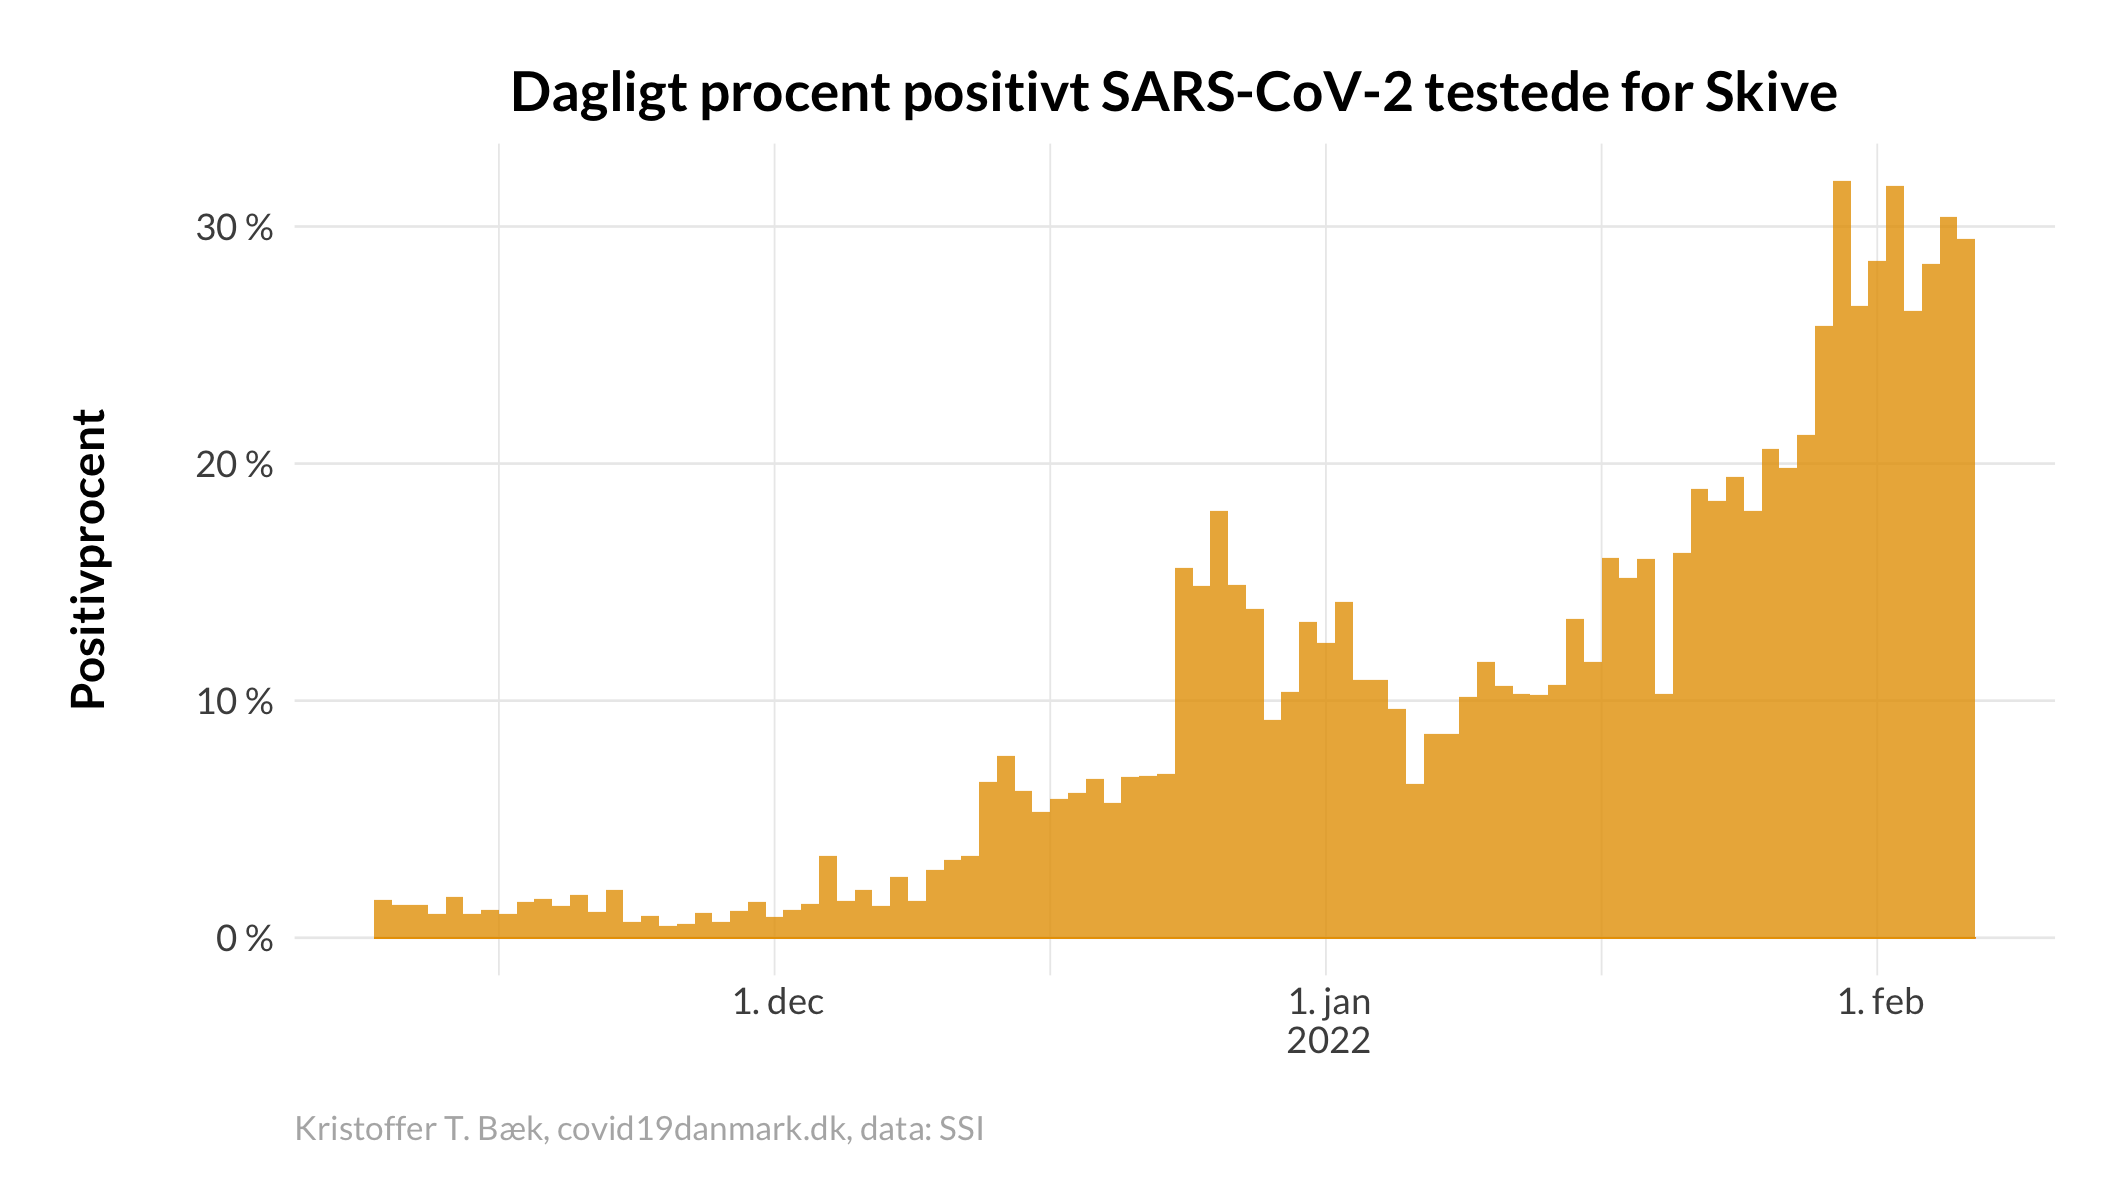 Dagligt procent positivt SARS-CoV-2 testede for Skive
Positivprocent
30 %
20 %
10 %
0 %
1. dec
1. jan
2022
1. feb
Kristoffer T. Bæk, covid19danmark.dk, data: SSI